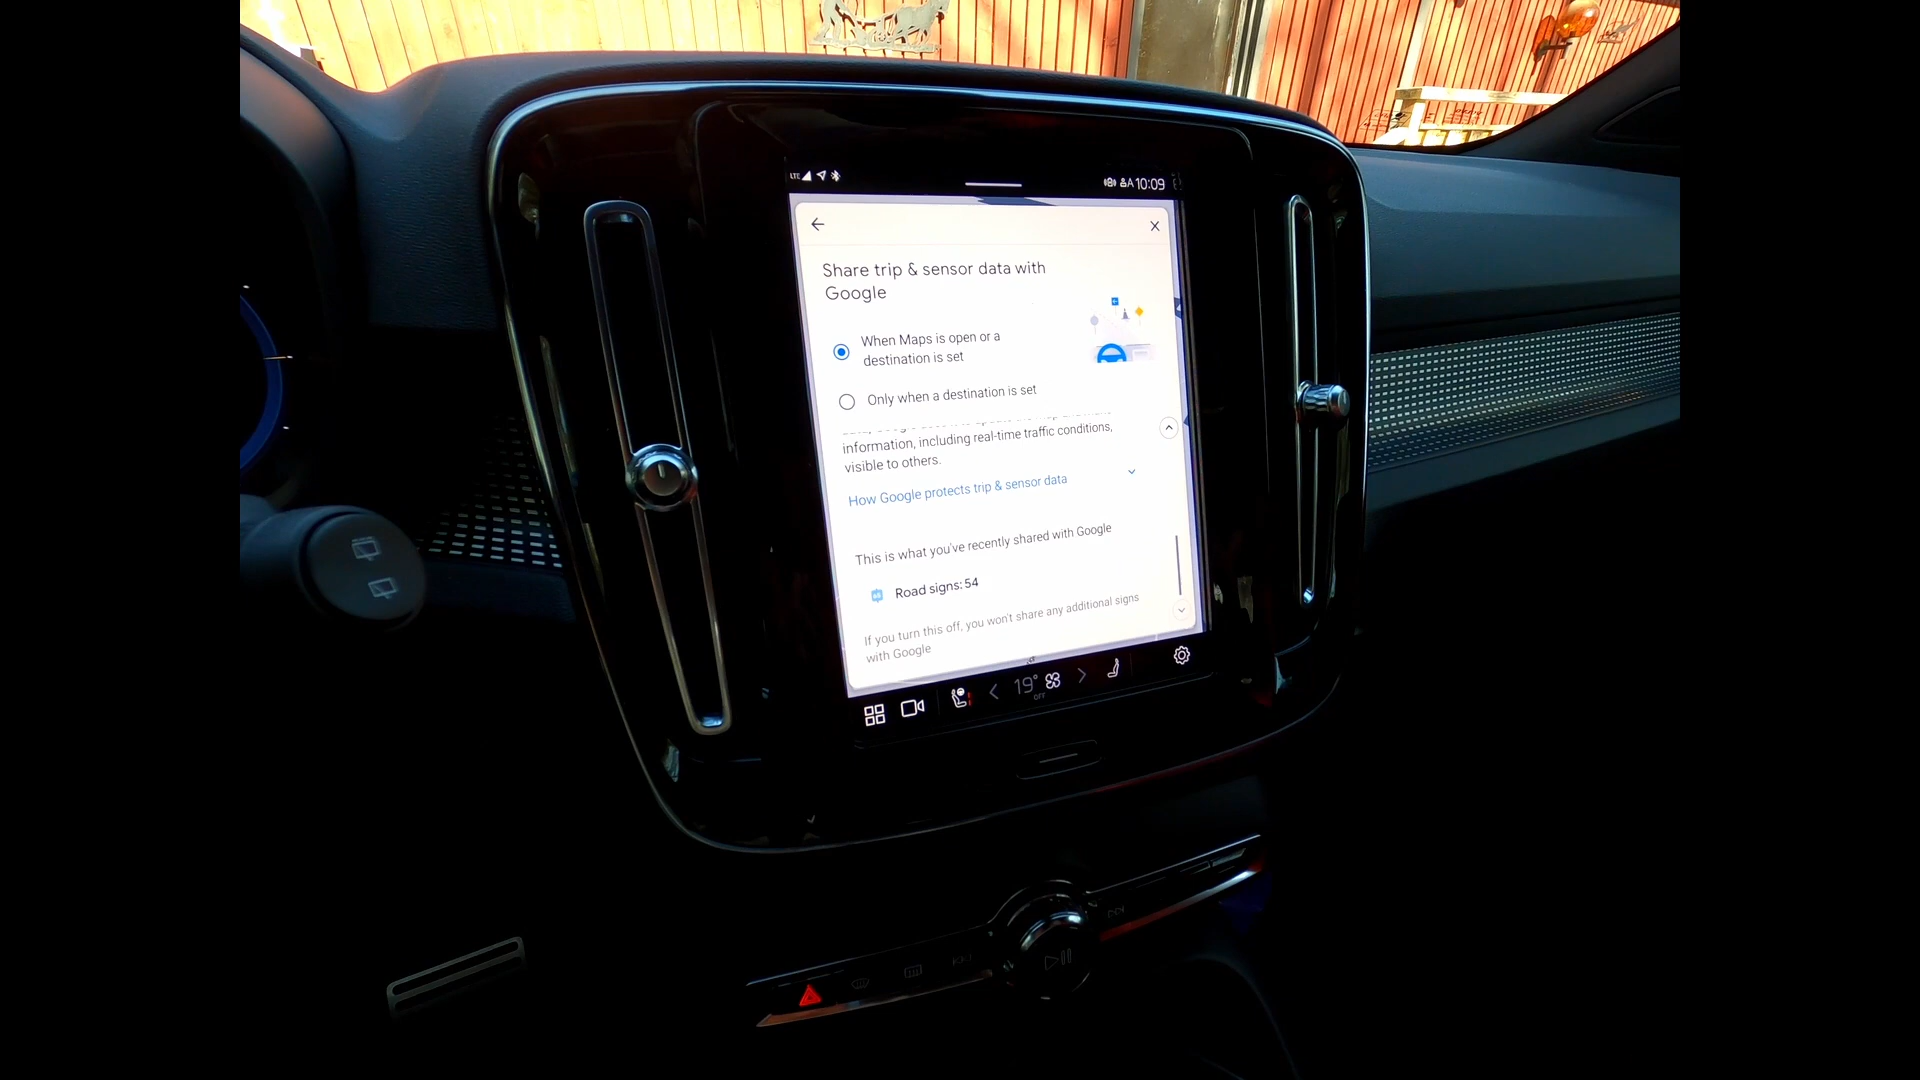 LTE
A 10:09
Share trip & sensor data with
Google
When Maps is open or a
destination is set
Only when a destination is set
information, including real-time traffic conditions,
visible to others.
How Google protects trip & sensor data
This is what you've recently shared with Google
Road signs: 54
If you turn this off, you won't share any additional signs
with Google
19°
OFF